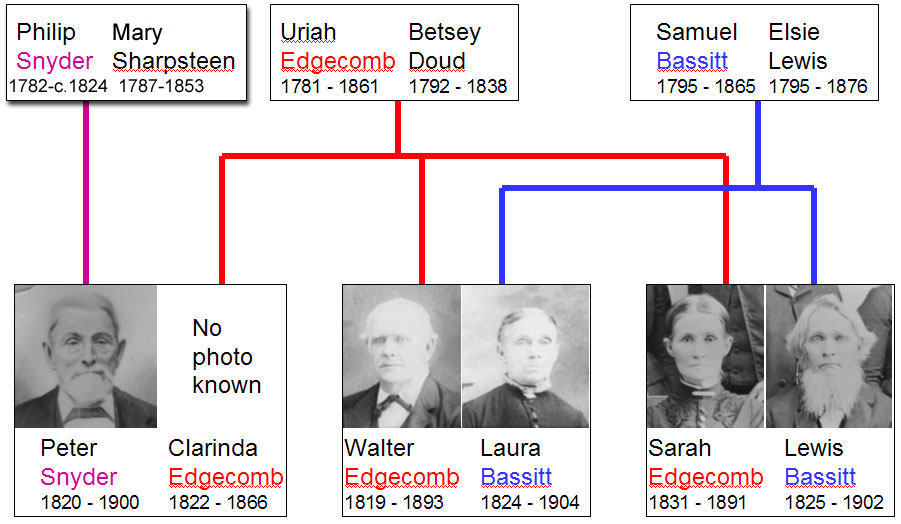 Philip Mary
Snyder Sharpsteen
1782-c.1824 1787-1853
Uriah Betsey
Edgecomb Doud
1781 - 1861 1792 - 1838
Samuel Elsie
Bassitt Lewis
1795 - 1865 1795 - 1876
No
photo
known
Peter Clarinda
Snyder Edgecomb
1820 - 1900 1822 - 1866
Walter Laura
Edgecomb Bassitt
1819 - 1893 1824 - 1904
Sarah Lewis
Edgecomb Bassitt
1831 - 1891 1825 - 1902